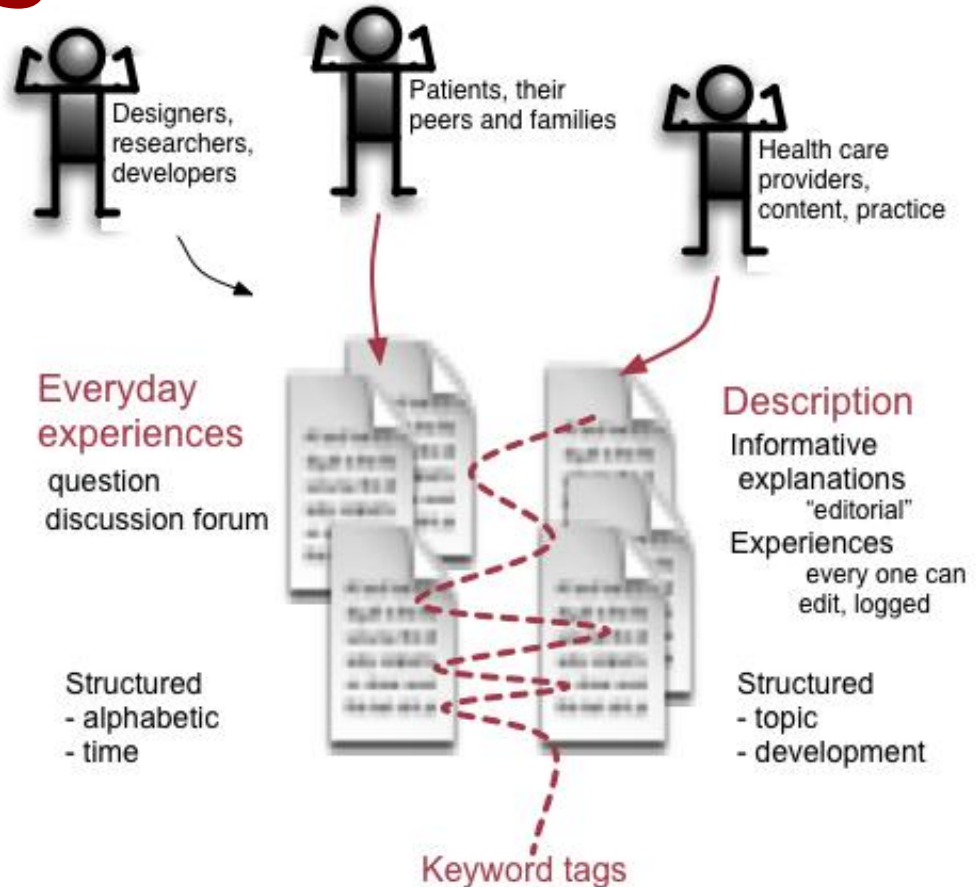 Designers,
researchers,
developers
Patients, their
peers and families
Health care
providers,
content, practice
Everyday
experiences
question
discussion forum
Structured
- alphabetic
- time
Description
Informative
explanations
“editorial”
Experiences
every one can
edit, logged
Structured
- topic
- development
Keyword tags